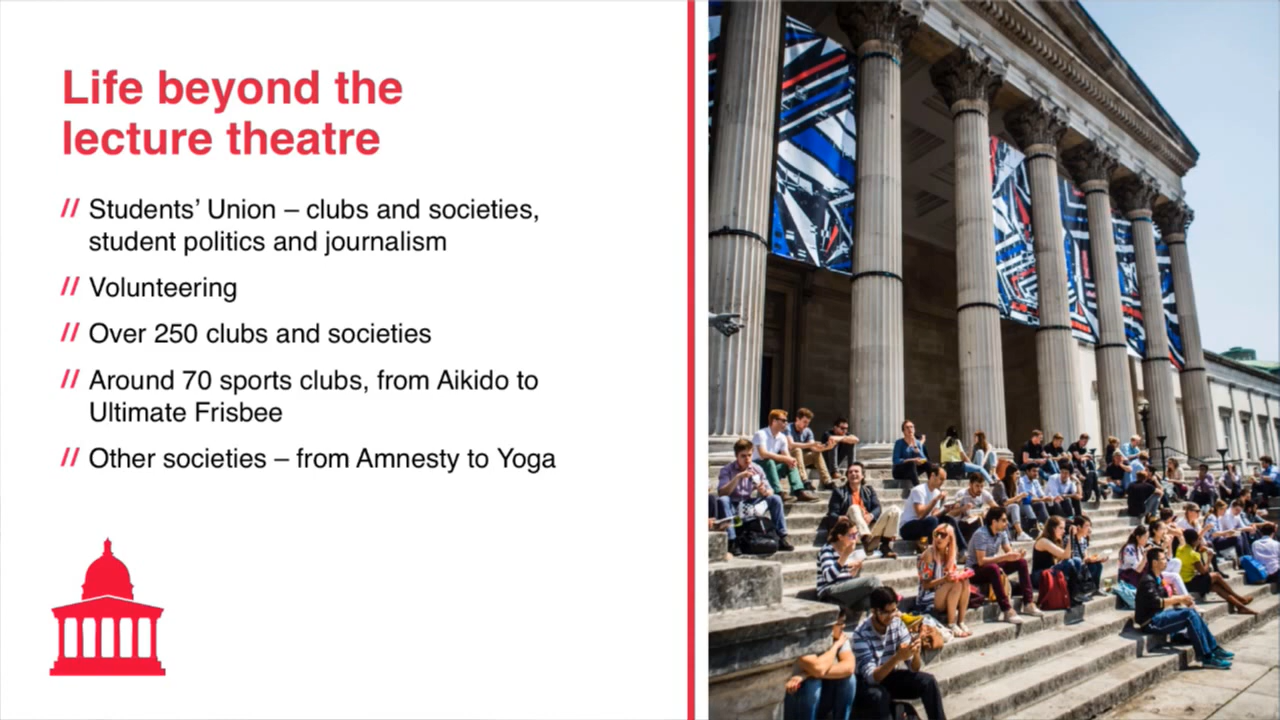 Life beyond the
lecture theatre
// Students’ Union – clubs and societies,
student politics and journalism
// Volunteering
// Over 250 clubs and societies
// Around 70 sports clubs, from Aikido to
Ultimate Frisbee
// Other societies – from Amnesty to Yoga